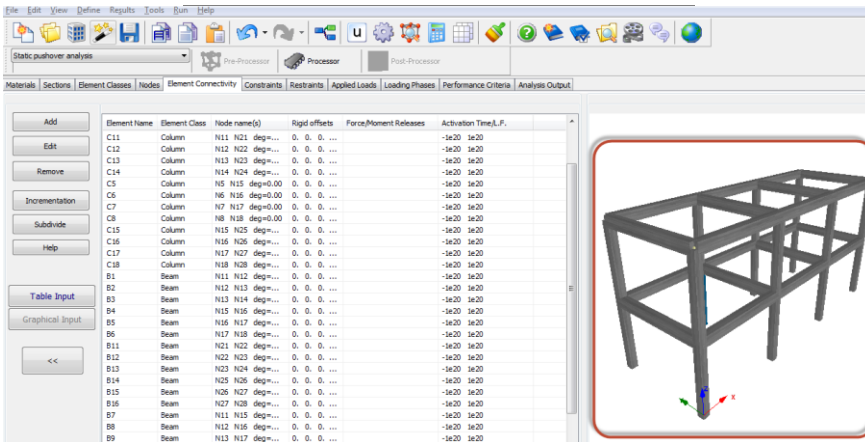 File Edit View Define Results Tools Run Help
u
Static pushover analysis Pre-Processor Processor Post-Processor
Materials Sections Element Classes Nodes Element Connectivity Constraints Restraints Applied Loads Loading Phases Performance Criteria Analysis Output
Add
Edit
Remove
Incrementation
Subdivide
Help
Table Input
Graphical Input
<<
Element Name Element Class Node name(s) Rigid offsets Force/Moment Releases Activation Time/L.F.
C11 Column N11 N21 deg=... 0. 0. 0. ... -1e20 1e20
C12 Column N12 N22 deg=... 0. 0. 0. ... -1e20 1e20
C13 Column N13 N23 deg=... 0. 0. 0. ... -1e20 1e20
C14 Column N14 N24 deg=... 0. 0. 0. ... -1e20 1e20
C5 Column N5 N15 deg=0.00 0. 0. 0. ... -1e20 1e20
C6 Column N6 N16 deg=0.00 0. 0. 0. ... -1e20 1e20
C7 Column N7 N17 deg=0.00 0. 0. 0. ... -1e20 1e20
C8 Column N8 N18 deg=0.00 0. 0. 0. ... -1e20 1e20
C15 Column N15 N25 deg=... 0. 0. 0. ... -1e20 1e20
C16 Column N16 N26 deg=... 0. 0. 0. ... -1e20 1e20
C17 Column N17 N27 deg=... 0. 0. 0. ... -1e20 1e20
C18 Column N18 N28 deg=... 0. 0. 0. ... -1e20 1e20
B1 Beam N11 N12 deg=... 0. 0. 0. ... -1e20 1e20
B2 Beam N12 N13 deg=... 0. 0. 0. ... -1e20 1e20
B3 Beam N13 N14 deg=... 0. 0. 0. ... -1e20 1e20
B4 Beam N15 N16 deg=... 0. 0. 0. ... -1e20 1e20
B5 Beam N16 N17 deg=... 0. 0. 0. ... -1e20 1e20
B6 Beam N17 N18 deg=... 0. 0. 0. ... -1e20 1e20
B11 Beam N21 N22 deg=... 0. 0. 0. ... -1e20 1e20
B12 Beam N22 N23 deg=... 0. 0. 0. ... -1e20 1e20
B13 Beam N23 N24 deg=... 0. 0. 0. ... -1e20 1e20
B14 Beam N25 N26 deg=... 0. 0. 0. ... -1e20 1e20
B15 Beam N26 N27 deg=... 0. 0. 0. ... -1e20 1e20
B16 Beam N27 N28 deg=... 0. 0. 0. ... -1e20 1e20
B7 Beam N11 N15 deg=... 0. 0. 0. ... -1e20 1e20
B8 Beam N12 N16 deg=... 0. 0. 0. ... -1e20 1e20
B9 Beam N13 N17 deg=... 0. 0. 0. ... -1e20 1e20
z
x